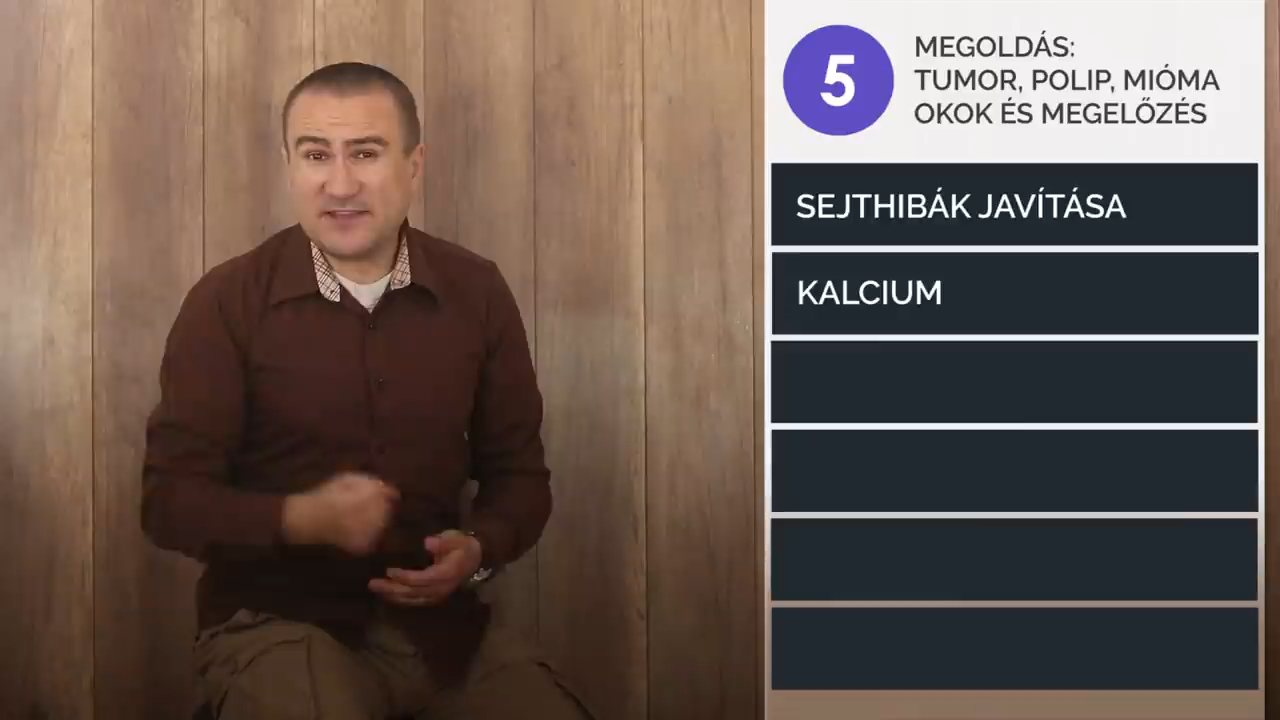 5
MEGOLDÁS:
TUMOR, POLIP, MIÓMA
OKOK ÉS MEGELŐZÉS
SEJTHIBÁK JAVÍTÁSA
KALCIUM